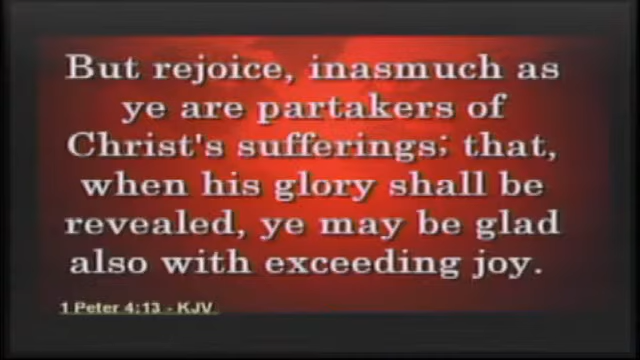 But rejoice, inasmuch as
ye are partakers of
Christ's sufferings; that,
when his glory shall be
revealed, ye may be glad
also with exceeding joy.
1 Peter 4:13 - KJV